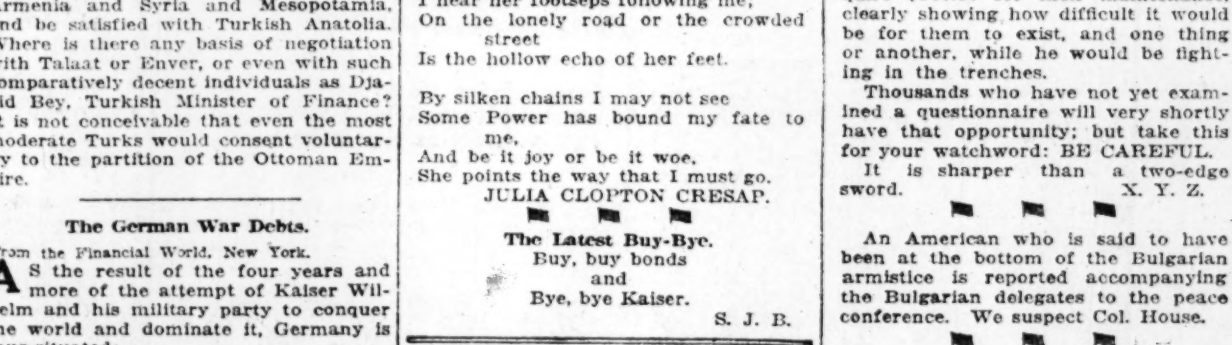 Armenia and Syria and Mesopotamia,
and be satisfied with Turkish Anatolia.
Where is there any basis of negotiation
with Talaat or Enver, or even with such
comparatively decent individuals as Dja-
vid Bey, Turkish Minister of Finance?
It is not conceivable that even the most
moderate Turks would consent voluntar-
ily to the partition of the Ottoman Em-
pire.
The German War Debts.
From the Financial World, New York.
AS the result of the four years and
more of the attempt of Kaiser Wil-
helm and his military party to conquer
the world and dominate it, Germany is
I hear her footseps following me,
On the lonely road or the crowded
street
Is the hollow echo of her feet.
By silken chains I may not see
Some Power has bound my fate to
me,
And be it joy or be it woe,
She points the way that I must go.
JULIA CLOPTON CRESAP.
The Latest Buy-Bye.
Buy, buy bonds
and
Bye, bye Kaiser.
S. J. B.
clearly showing how difficult it would
be for them to exist, and one thing
or another, while he would be fight-
ing in the trenches.
Thousands who have not yet exam-
ined a questionnaire will very shortly
have that opportunity; but take this
for your watchword: BE CAREFUL.
It is sharper than a two-edge
sword. X. Y. Z.
An American who is said to have
been at the bottom of the Bulgarian
armistice is reported accompanying
the Bulgarian delegates to the peace
conference. We suspect Col. House.